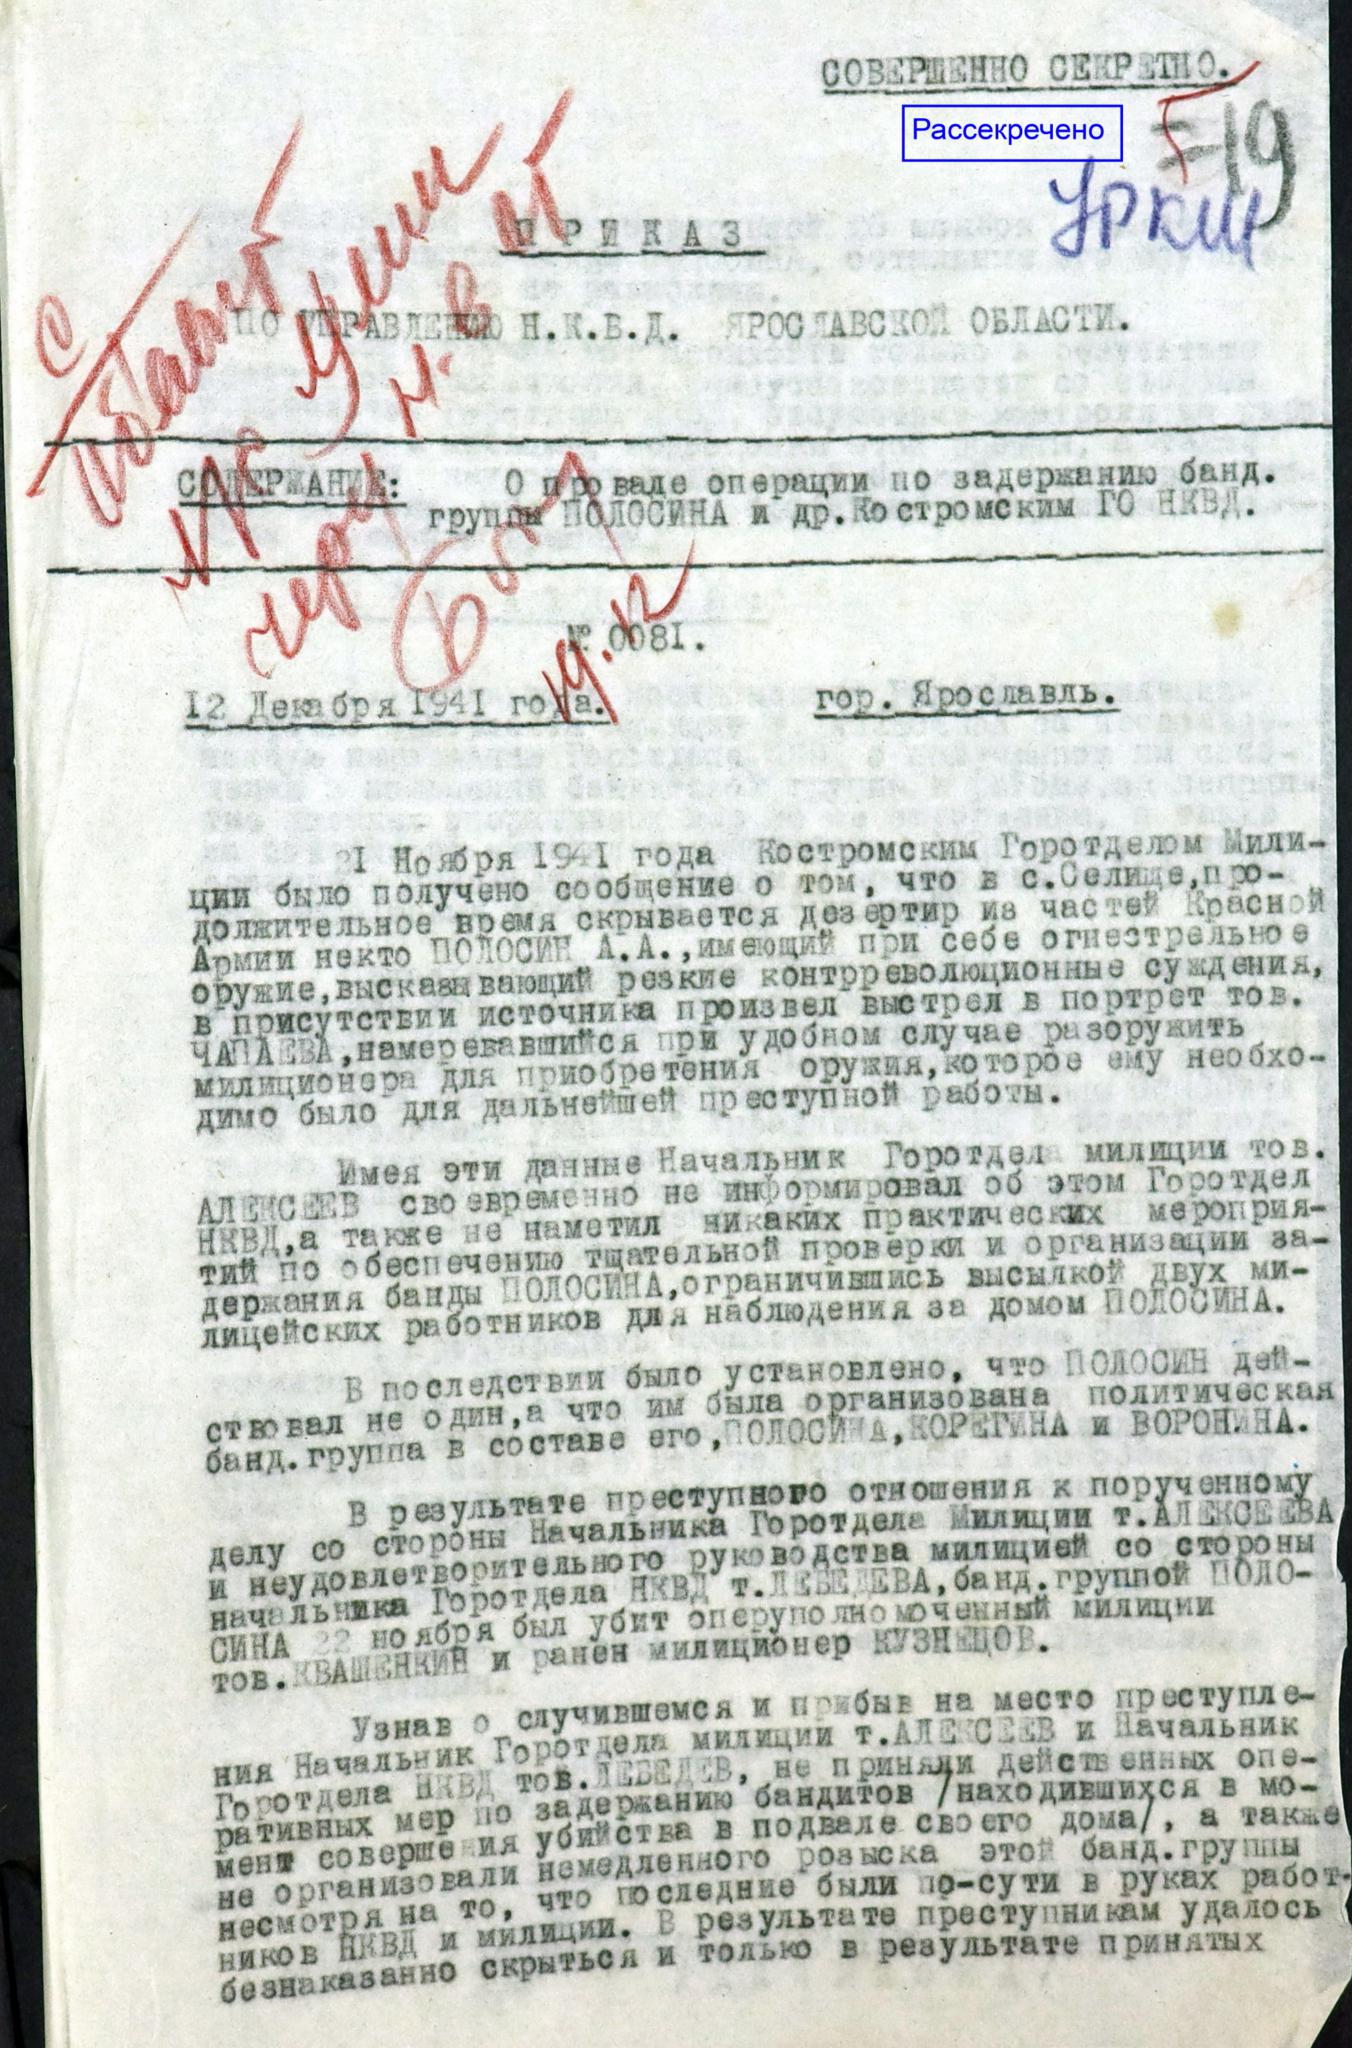 СОВЕРШЕННО СЕКРЕТНО.
Рассекречено
19
УРКМ
ПРИКАЗ
ПО УПРАВЛЕНИЮ Н.К.В.Д. ЯРОСЛАВСКОЙ ОБЛАСТИ.
СОДЕРЖАНИЕ: О провале операции по задержанию банд.
группы ПОЛОСИНА и др.Костромским ГО НКВД.
19.12
№ 0081.
12 Декабря 1941 года. гор. Ярославль.
21 Ноября 1941 года Костромским Горотделом Мили-
ции было получено сообщение о том, что в с.Селище,про-
должительное время скрывается дезертир из частей Красной
Армии некто ПОЛОСИН А.А.,имеющий при себе огнестрельное
оружие,высказывающий резкие контрреволюционные суждения,
в присутствии источника произвел выстрел в портрет тов.
ЧАПАЕВА,намеревавшийся при удобном случае разоружить
милиционера для приобретения оружия,которое ему необхо-
димо было для дальнейшей преступной работы.
Имея эти данные Начальник Горотдела милиции тов.
АЛЕКСЕЕВ своевременно не информировал об этом Горотдел
НКВД,а также не наметил никаких практических мероприя-
тий по обеспечению тщательной проверки и организации за-
держания банды ПОЛОСИНА,ограничившись высылкой двух ми-
лицейских работников для наблюдения за домом ПОЛОСИНА.
В последствии было установлено, что ПОЛОСИН дей-
ствовал не один,а что им была организована политическая
банд.группа в составе его,ПОЛОСИНА,КОРЕГИНА и ВОРОНИНА.
В результате преступного отношения к порученному
делу со стороны Начальника Горотдела Милиции т.АЛЕКСЕЕВА
и неудовлетворительного руководства милицией со стороны
начальника Горотдела НКВД т.ЛЕБЕДЕВА,банд.группой ПОЛО-
СИНА 22 ноября был убит оперуполномоченный милиции
тов.КВАШЕНКИН и ранен милиционер КУЗНЕЦОВ.
Узнав о случившемся и прибыв на место преступле-
ния Начальник Горотдела милиции т.АЛЕКСЕЕВ и Начальник
Горотдела НКВД тов.ЛЕБЕДЕВ, не приняли действенных опе-
ративных мер по задержанию бандитов /находившихся в мо-
мент совершения убийства в подвале своего дома/, а также
не организовали немедленного розыска этой банд.группы
несмотря на то, что последние были по-сути в руках работ-
ников НКВД и милиции. В результате преступникам удалось
безнаказанно скрыться и только в результате принятых